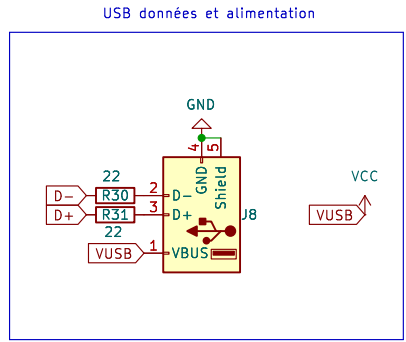 USB données et alimentation
GND
4
5
GND
Shield
22
VCC
D-
R30
2
D-
D+
R31
3
D+
J8
VUSB
22
VUSB
1
VBUS